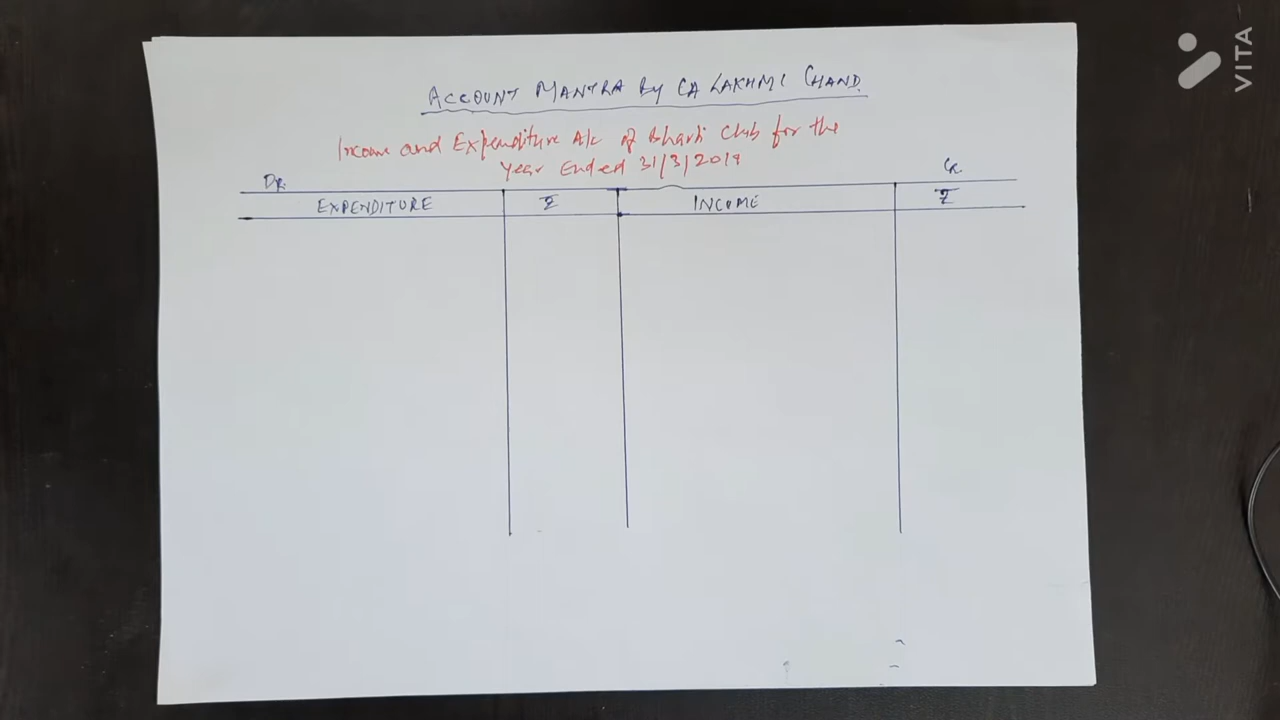 ACCOUNT MANTRA By CA LAKHMI CHAND.
Income and Expenditure A/c of Bharti Club for the
Year Ended 31/3/2019
Dr. Cr.
EXPENDITURE ₹ INCOME ₹
VITA